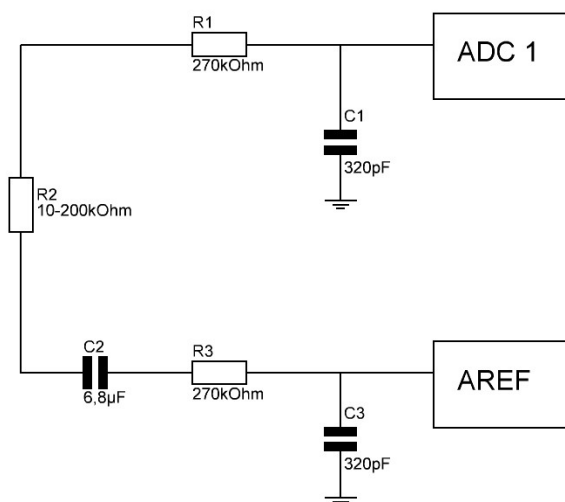 R1
270kOhm
ADC 1
C1
320pF
R2
10-200kOhm
C2
6,8µF
R3
270kOhm
AREF
C3
320pF